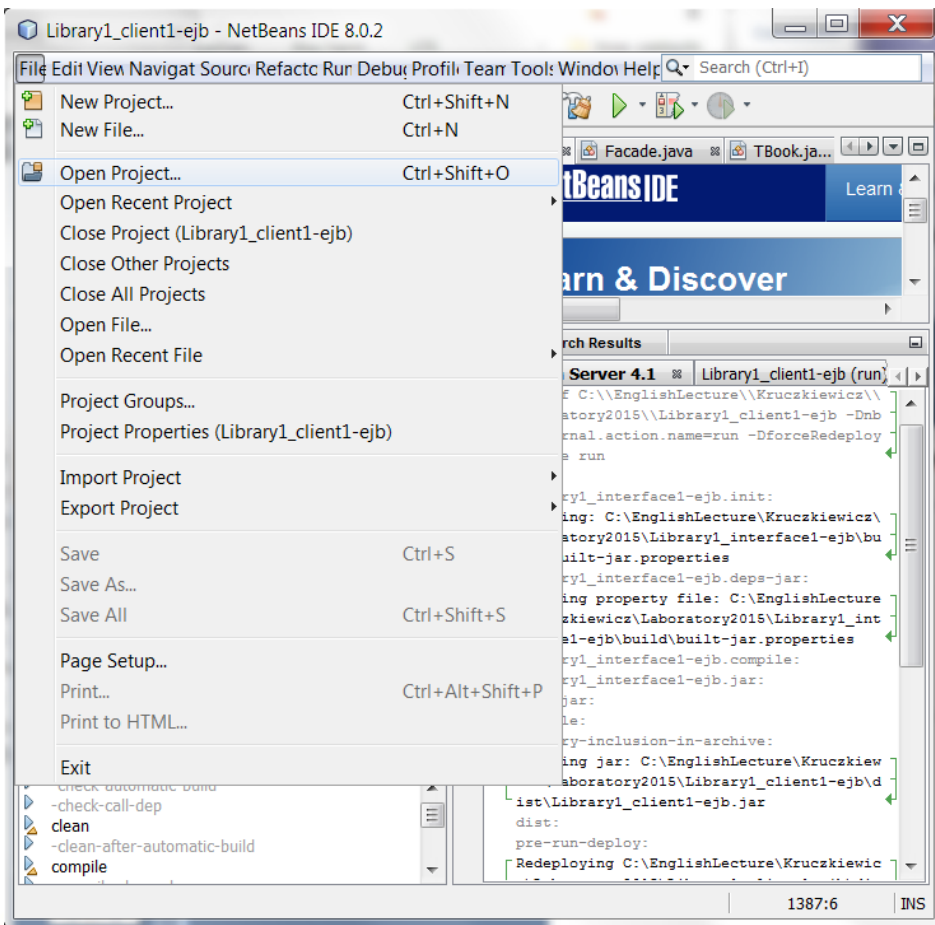 Library1_client1-ejb - NetBeans IDE 8.0.2
File Edit View Navigat Source Refacto Run Debug Profile Team Tools Window Help Search (Ctrl+I)
New Project... Ctrl+Shift+N
New File... Ctrl+N
Open Project... Ctrl+Shift+O
Open Recent Project
Close Project (Library1_client1-ejb)
Close Other Projects
Close All Projects
Open File...
Open Recent File
Project Groups...
Project Properties (Library1_client1-ejb)
Import Project
Export Project
Save Ctrl+S
Save As...
Save All Ctrl+Shift+S
Page Setup...
Print... Ctrl+Alt+Shift+P
Print to HTML...
Exit
-check-automatic-build
-check-call-dep
clean
-clean-after-automatic-build
compile
Facade.java TBook.ja...
tBeans IDE Learn &
arn & Discover
rch Results
Server 4.1 Library1_client1-ejb (run)
f C:\\EnglishLecture\\Kruczkiewicz\\
atory2015\\Library1_client1-ejb -Dnb
rnal.action.name=run -DforceRedeploy
e run
ry1_interface1-ejb.init:
ing: C:\EnglishLecture\Kruczkiewicz\
atory2015\Library1_interface1-ejb\bu
uilt-jar.properties
ry1_interface1-ejb.deps-jar:
ing property file: C:\EnglishLecture
zkiewicz\Laboratory2015\Library1_int
e1-ejb\build\built-jar.properties
ry1_interface1-ejb.compile:
ry1_interface1-ejb.jar:
jar:
le:
ry-inclusion-in-archive:
ing jar: C:\EnglishLecture\Kruczkiew
aboratory2015\Library1_client1-ejb\d
ist\Library1_client1-ejb.jar
dist:
pre-run-deploy:
Redeploying C:\EnglishLecture\Kruczkiewic
1387:6 INS